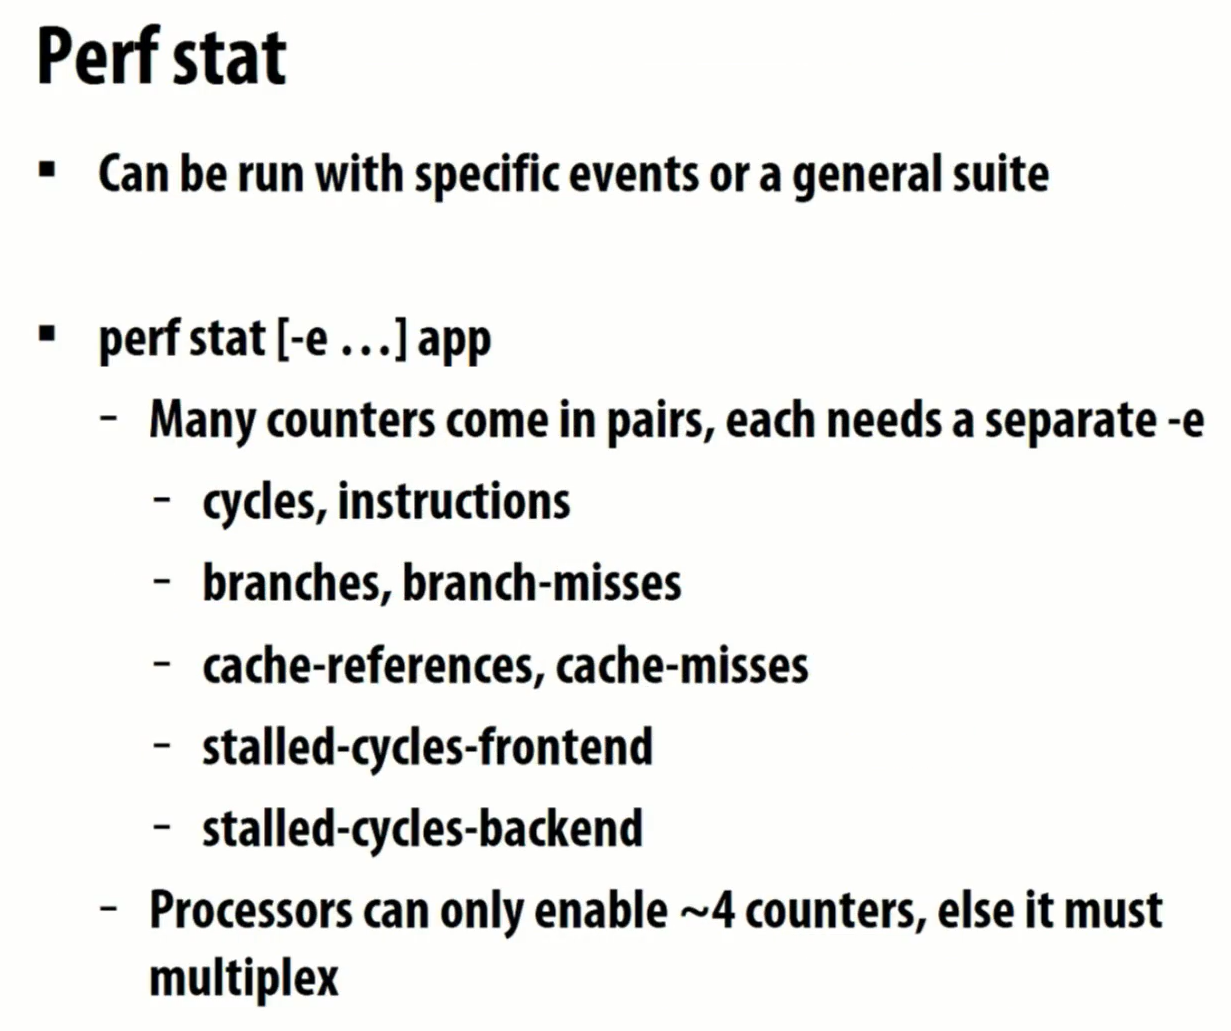 Perf stat
▪ Can be run with specific events or a general suite
▪ perf stat [-e …] app
– Many counters come in pairs, each needs a separate -e
– cycles, instructions
– branches, branch-misses
– cache-references, cache-misses
– stalled-cycles-frontend
– stalled-cycles-backend
– Processors can only enable ~4 counters, else it must
multiplex